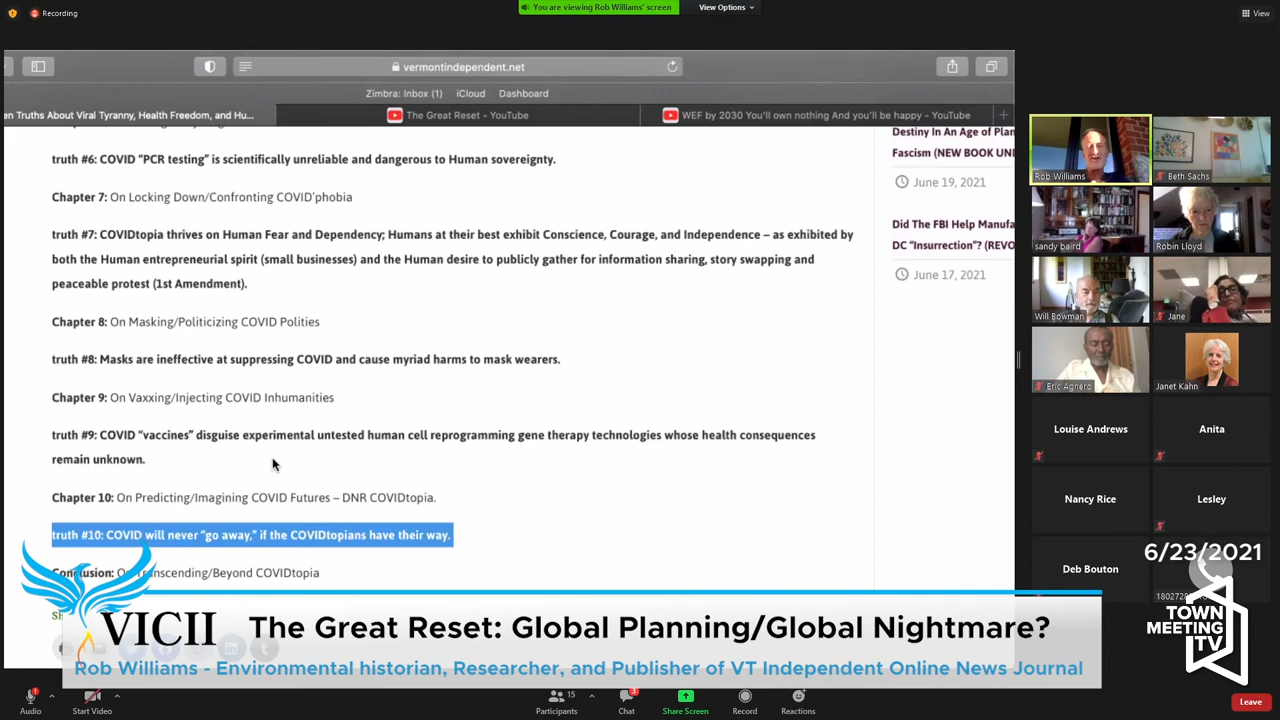 Recording
You are viewing Rob Williams' screen
View Options
View
vermontindependent.net
Zimbra: Inbox (1) iCloud Dashboard
en Truths About Viral Tyranny, Health Freedom, and Hu...
The Great Reset - YouTube
WEF by 2030 You'll own nothing And you'll be happy - YouTube
truth #6: COVID “PCR testing” is scientifically unreliable and dangerous to Human sovereignty.
Chapter 7: On Locking Down/Confronting COVID'phobia
truth #7: COVIDtopia thrives on Human Fear and Dependency; Humans at their best exhibit Conscience, Courage, and Independence – as exhibited by
both the Human entrepreneurial spirit (small businesses) and the Human desire to publicly gather for information sharing, story swapping and
peaceable protest (1st Amendment).
Chapter 8: On Masking/Politicizing COVID Polities
truth #8: Masks are ineffective at suppressing COVID and cause myriad harms to mask wearers.
Chapter 9: On Vaxxing/Injecting COVID Inhumanities
truth #9: COVID “vaccines” disguise experimental untested human cell reprogramming gene therapy technologies whose health consequences
remain unknown.
Chapter 10: On Predicting/Imagining COVID Futures – DNR COVIDtopia.
truth #10: COVID will never “go away,” if the COVIDtopians have their way.
Conclusion: On Transcending/Beyond COVIDtopia
Destiny In An Age of Plan
Fascism (NEW BOOK UN
June 19, 2021
Did The FBI Help Manufa
DC “Insurrection”? (REVO
June 17, 2021
Rob Williams
Beth Sachs
sandy baird
Robin Lloyd
Will Bowman
Jane
Eric Agnero
Janet Kahn
Louise Andrews
Anita
Nancy Rice
Lesley
Deb Bouton
6/23/2021
TOWN
MEETING
TV
VICII
The Great Reset: Global Planning/Global Nightmare?
Rob Williams - Environmental historian, Researcher, and Publisher of VT Independent Online News Journal
Audio
Start Video
15
Participants
3
Chat
Share Screen
Record
Reactions
Leave